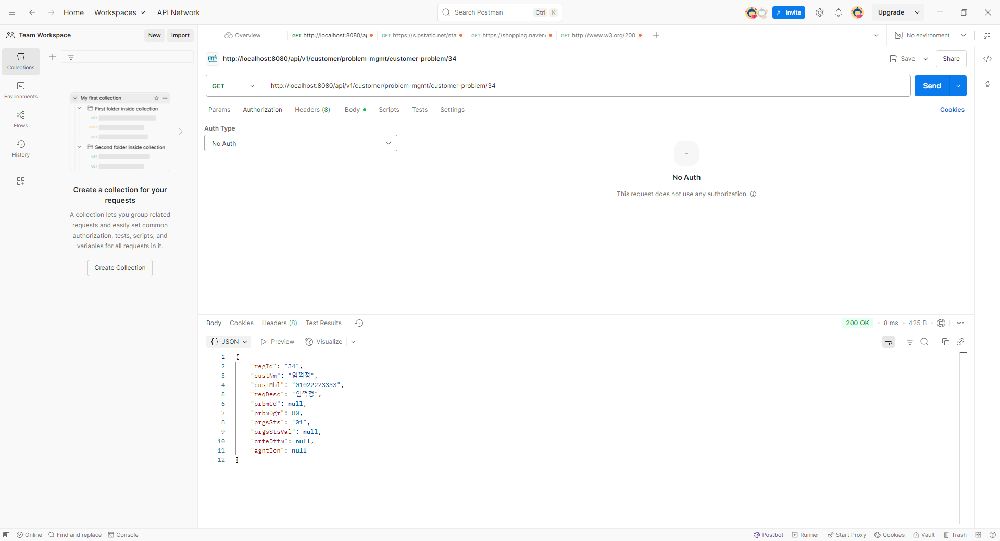 Home
Workspaces
API Network
Search Postman
Ctrl K
Invite
Upgrade
Team Workspace
New
Import
Overview
GET http://localhost:8080/a
GET https://s.pstatic.net/sta
GET https://shopping.naver.
GET http://www.w3.org/200
No environment
Collections
Environments
Flows
History
My first collection
First folder inside collection
GET
POST
GET
Second folder inside collection
GET
GET
Create a collection for your
requests
A collection lets you group related
requests and easily set common
authorization, tests, scripts, and
variables for all requests in it.
Create Collection
HTTP http://localhost:8080/api/v1/customer/problem-mgmt/customer-problem/34
Save
Share
GET
http://localhost:8080/api/v1/customer/problem-mgmt/customer-problem/34
Send
Params
Authorization
Headers (8)
Body
Scripts
Tests
Settings
Cookies
Auth Type
No Auth
No Auth
This request does not use any authorization.
Body
Cookies
Headers (8)
Test Results
200 OK
8 ms
425 B
{} JSON
Preview
Visualize
1 {
2 "regId": "34",
3 "custNm": "임꺽정",
4 "custMbl": "01022223333",
5 "reqDesc": "임꺽정",
6 "prbmCd": null,
7 "prbmDgr": 80,
8 "prgsSts": "01",
9 "prgsStsVal": null,
10 "crteDttm": null,
11 "agntIcn": null
12 }
Online
Find and replace
Console
Postbot
Runner
Start Proxy
Cookies
Vault
Trash